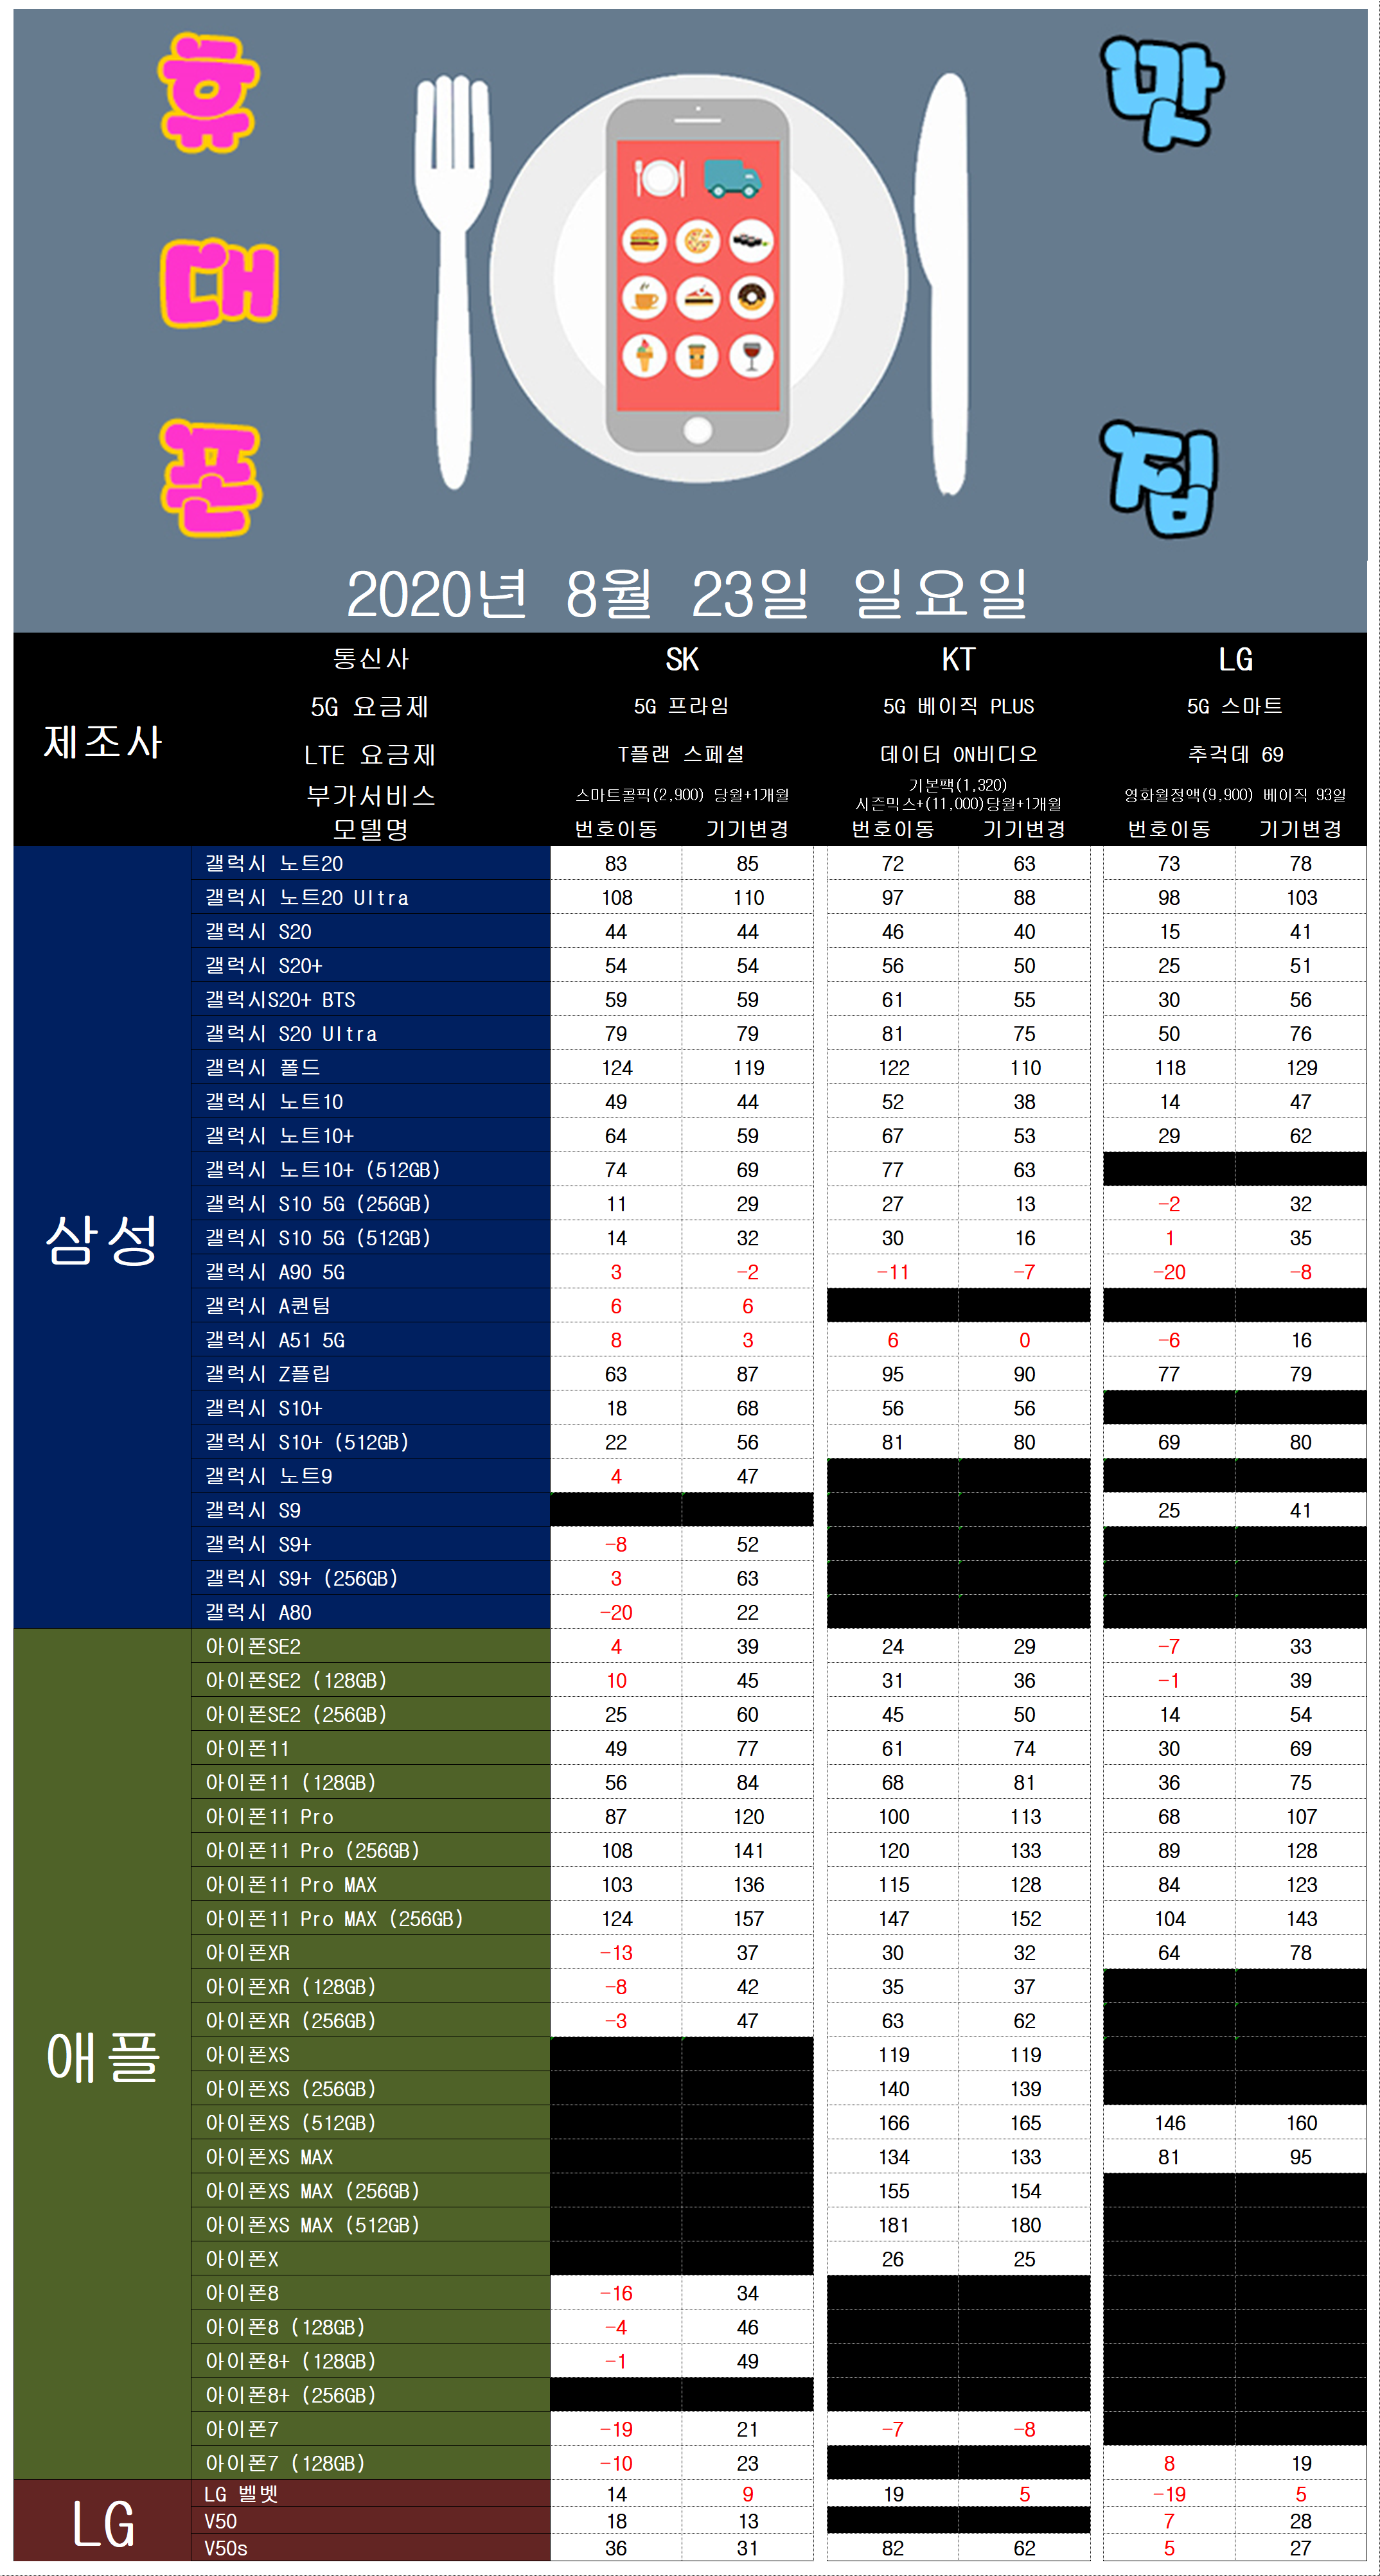 휴 맛
대
폰 집
2020년 8월 23일 일요일
제조사
통신사 SK KT LG
5G 요금제 5G 프라임 5G 베이직 PLUS 5G 스마트
LTE 요금제 T플랜 스페셜 데이터 ON비디오 추걱데 69
부가서비스 스마트콜픽(2,900) 당월+1개월 기본팩(1,320) 영화월정액(9,900) 베이직 93일
시즌믹스+(11,000)당월+1개월
모델명 번호이동 기기변경 번호이동 기기변경 번호이동 기기변경
삼성
갤럭시 노트20 83 85 72 63 73 78
갤럭시 노트20 Ultra 108 110 97 88 98 103
갤럭시 S20 44 44 46 40 15 41
갤럭시 S20+ 54 54 56 50 25 51
갤럭시S20+ BTS 59 59 61 55 30 56
갤럭시 S20 Ultra 79 79 81 75 50 76
갤럭시 폴드 124 119 122 110 118 129
갤럭시 노트10 49 44 52 38 14 47
갤럭시 노트10+ 64 59 67 53 29 62
갤럭시 노트10+ (512GB) 74 69 77 63
갤럭시 S10 5G (256GB) 11 29 27 13 -2 32
갤럭시 S10 5G (512GB) 14 32 30 16 1 35
갤럭시 A90 5G 3 -2 -11 -7 -20 -8
갤럭시 A퀀텀 6 6
갤럭시 A51 5G 8 3 6 0 -6 16
갤럭시 Z플립 63 87 95 90 77 79
갤럭시 S10+ 18 68 56 56
갤럭시 S10+ (512GB) 22 56 81 80 69 80
갤럭시 노트9 4 47
갤럭시 S9 25 41
갤럭시 S9+ -8 52
갤럭시 S9+ (256GB) 3 63
갤럭시 A80 -20 22
애플
아이폰SE2 4 39 24 29 -7 33
아이폰SE2 (128GB) 10 45 31 36 -1 39
아이폰SE2 (256GB) 25 60 45 50 14 54
아이폰11 49 77 61 74 30 69
아이폰11 (128GB) 56 84 68 81 36 75
아이폰11 Pro 87 120 100 113 68 107
아이폰11 Pro (256GB) 108 141 120 133 89 128
아이폰11 Pro MAX 103 136 115 128 84 123
아이폰11 Pro MAX (256GB) 124 157 147 152 104 143
아이폰XR -13 37 30 32 64 78
아이폰XR (128GB) -8 42 35 37
아이폰XR (256GB) -3 47 63 62
아이폰XS 119 119
아이폰XS (256GB) 140 139
아이폰XS (512GB) 166 165 146 160
아이폰XS MAX 134 133 81 95
아이폰XS MAX (256GB) 155 154
아이폰XS MAX (512GB) 181 180
아이폰X 26 25
아이폰8 -16 34
아이폰8 (128GB) -4 46
아이폰8+ (128GB) -1 49
아이폰8+ (256GB)
아이폰7 -19 21 -7 -8
아이폰7 (128GB) -10 23 8 19
LG
LG 벨벳 14 9 19 5 -19 5
V50 18 13 7 28
V50s 36 31 82 62 5 27